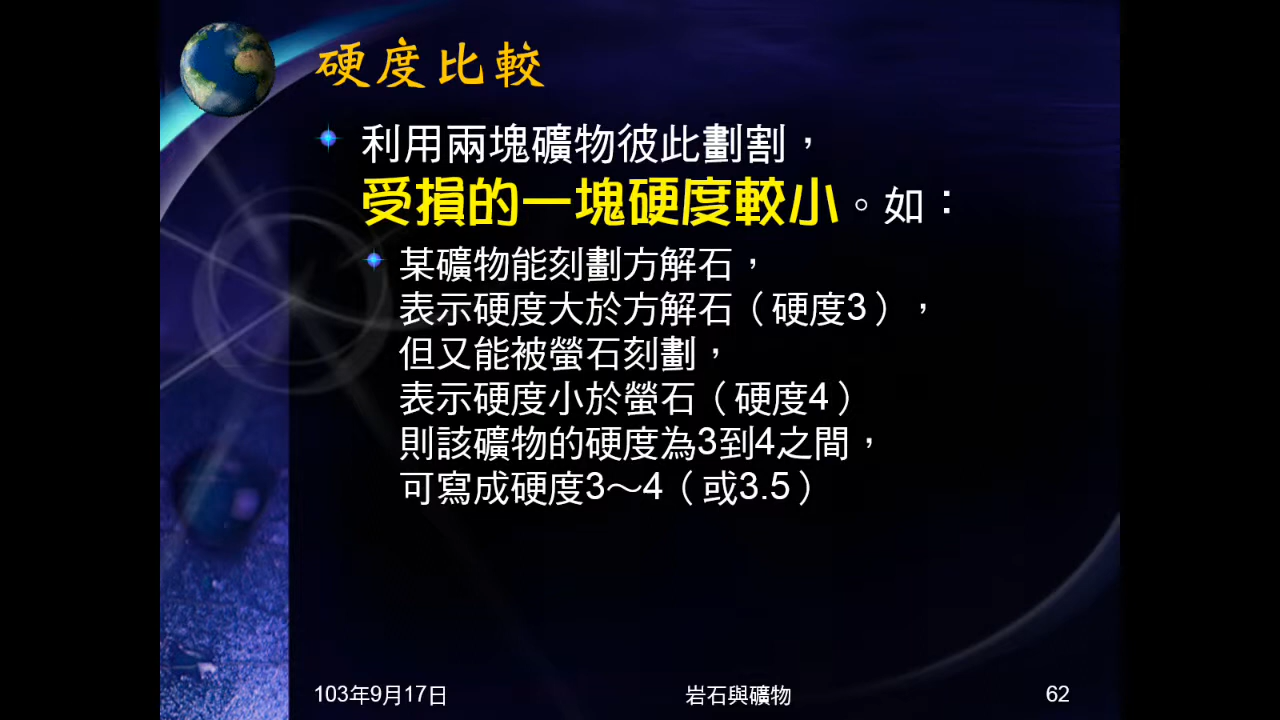 硬度比較
利用兩塊礦物彼此劃割，
受損的一塊硬度較小。如：
某礦物能刻劃方解石，
表示硬度大於方解石（硬度3），
但又能被螢石刻劃，
表示硬度小於螢石（硬度4）
則該礦物的硬度為3到4之間，
可寫成硬度3～4（或3.5）
103年9月17日
岩石與礦物
62